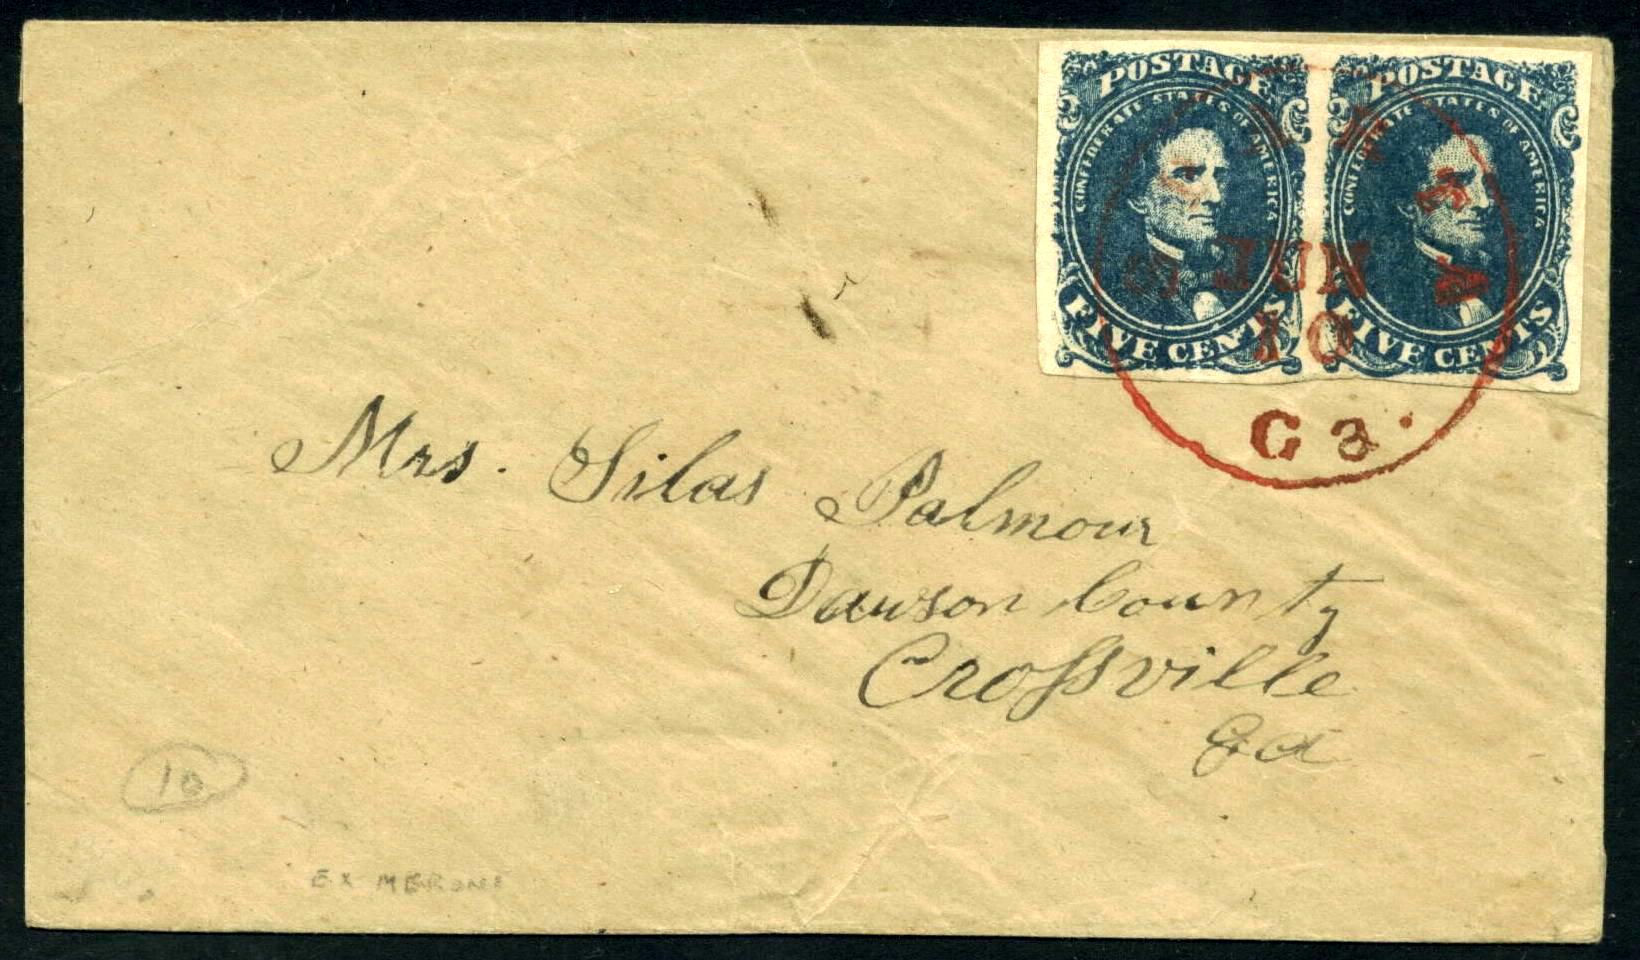 POSTAGE POSTAGE
CONFEDERATE STATES OF AMERICA CONFEDERATE STATES OF AMERICA
JUN
10
FIVE CENTS FIVE CENTS
Ga.
Mrs. Silas Palmour
Dawson County
Crossville
Ga
10